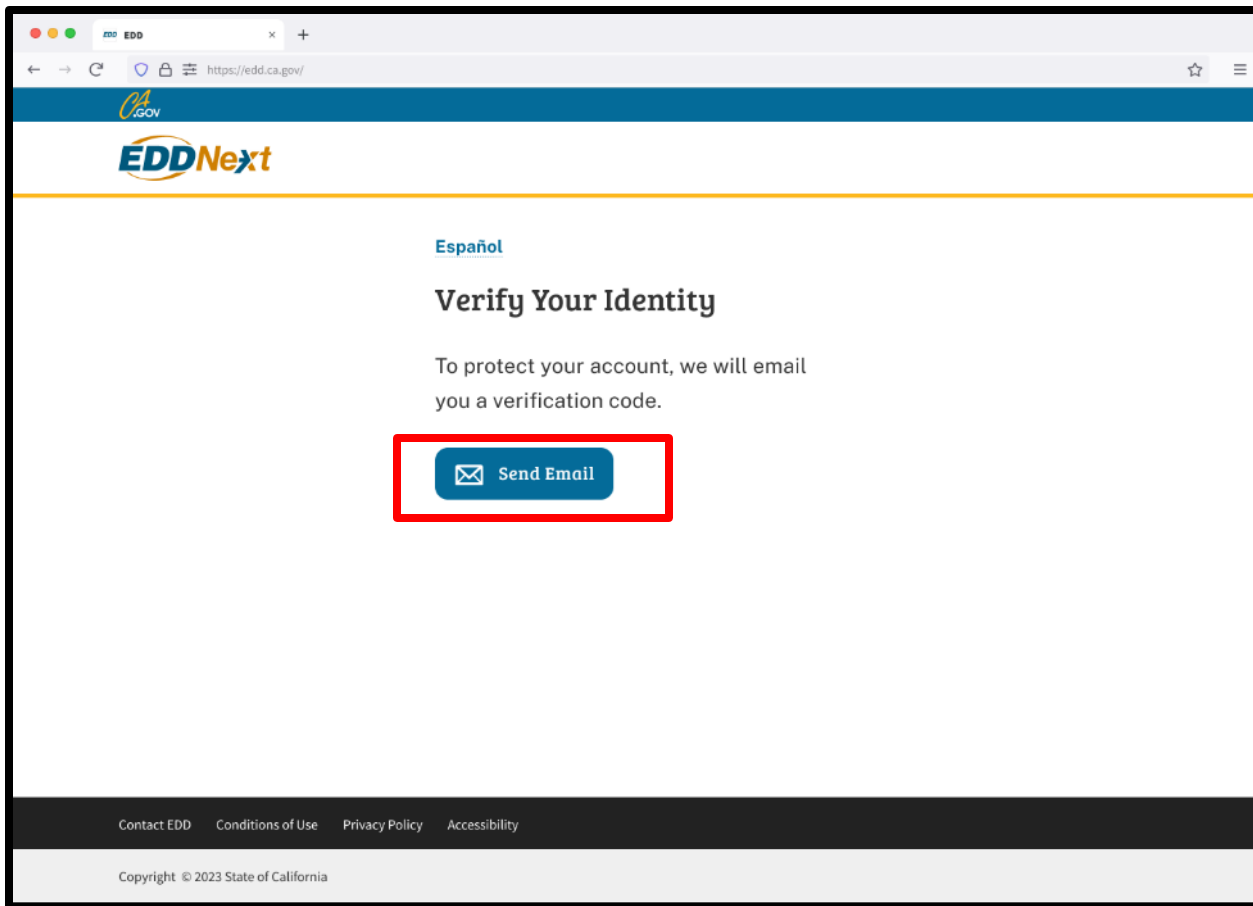 EDD EDD
https://edd.ca.gov/
CA.GOV
EDDNext
Español
Verify Your Identity
To protect your account, we will email
you a verification code.
Send Email
Contact EDD Conditions of Use Privacy Policy Accessibility
Copyright © 2023 State of California